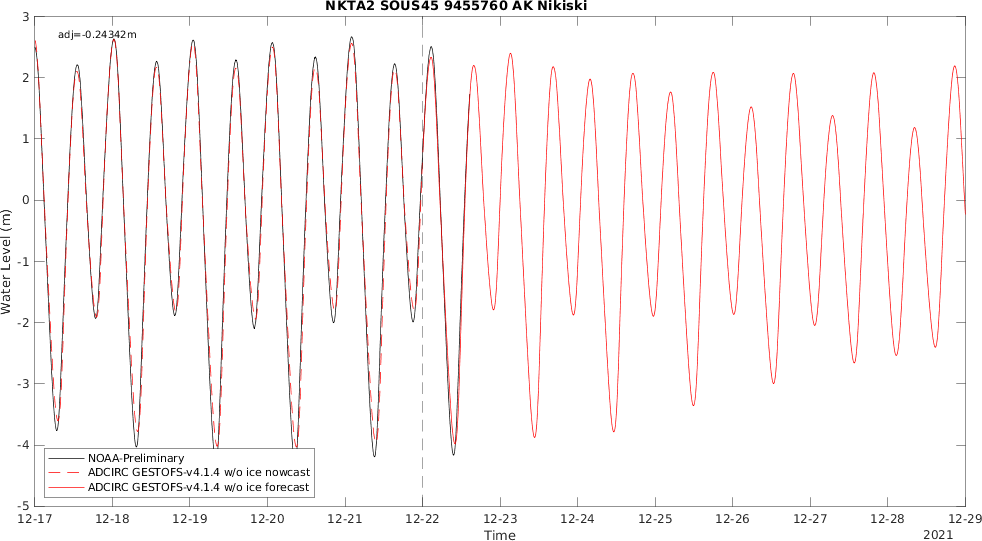 NKTA2 SOUS45 9455760 AK Nikiski
adj=-0.24342m
3
2
1
0
-1
-2
-3
-4
-5
Water Level (m)
NOAA-Preliminary
ADCIRC GESTOFS-v4.1.4 w/o ice nowcast
ADCIRC GESTOFS-v4.1.4 w/o ice forecast
12-17 12-18 12-19 12-20 12-21 12-22 12-23 12-24 12-25 12-26 12-27 12-28 12-29
Time
2021